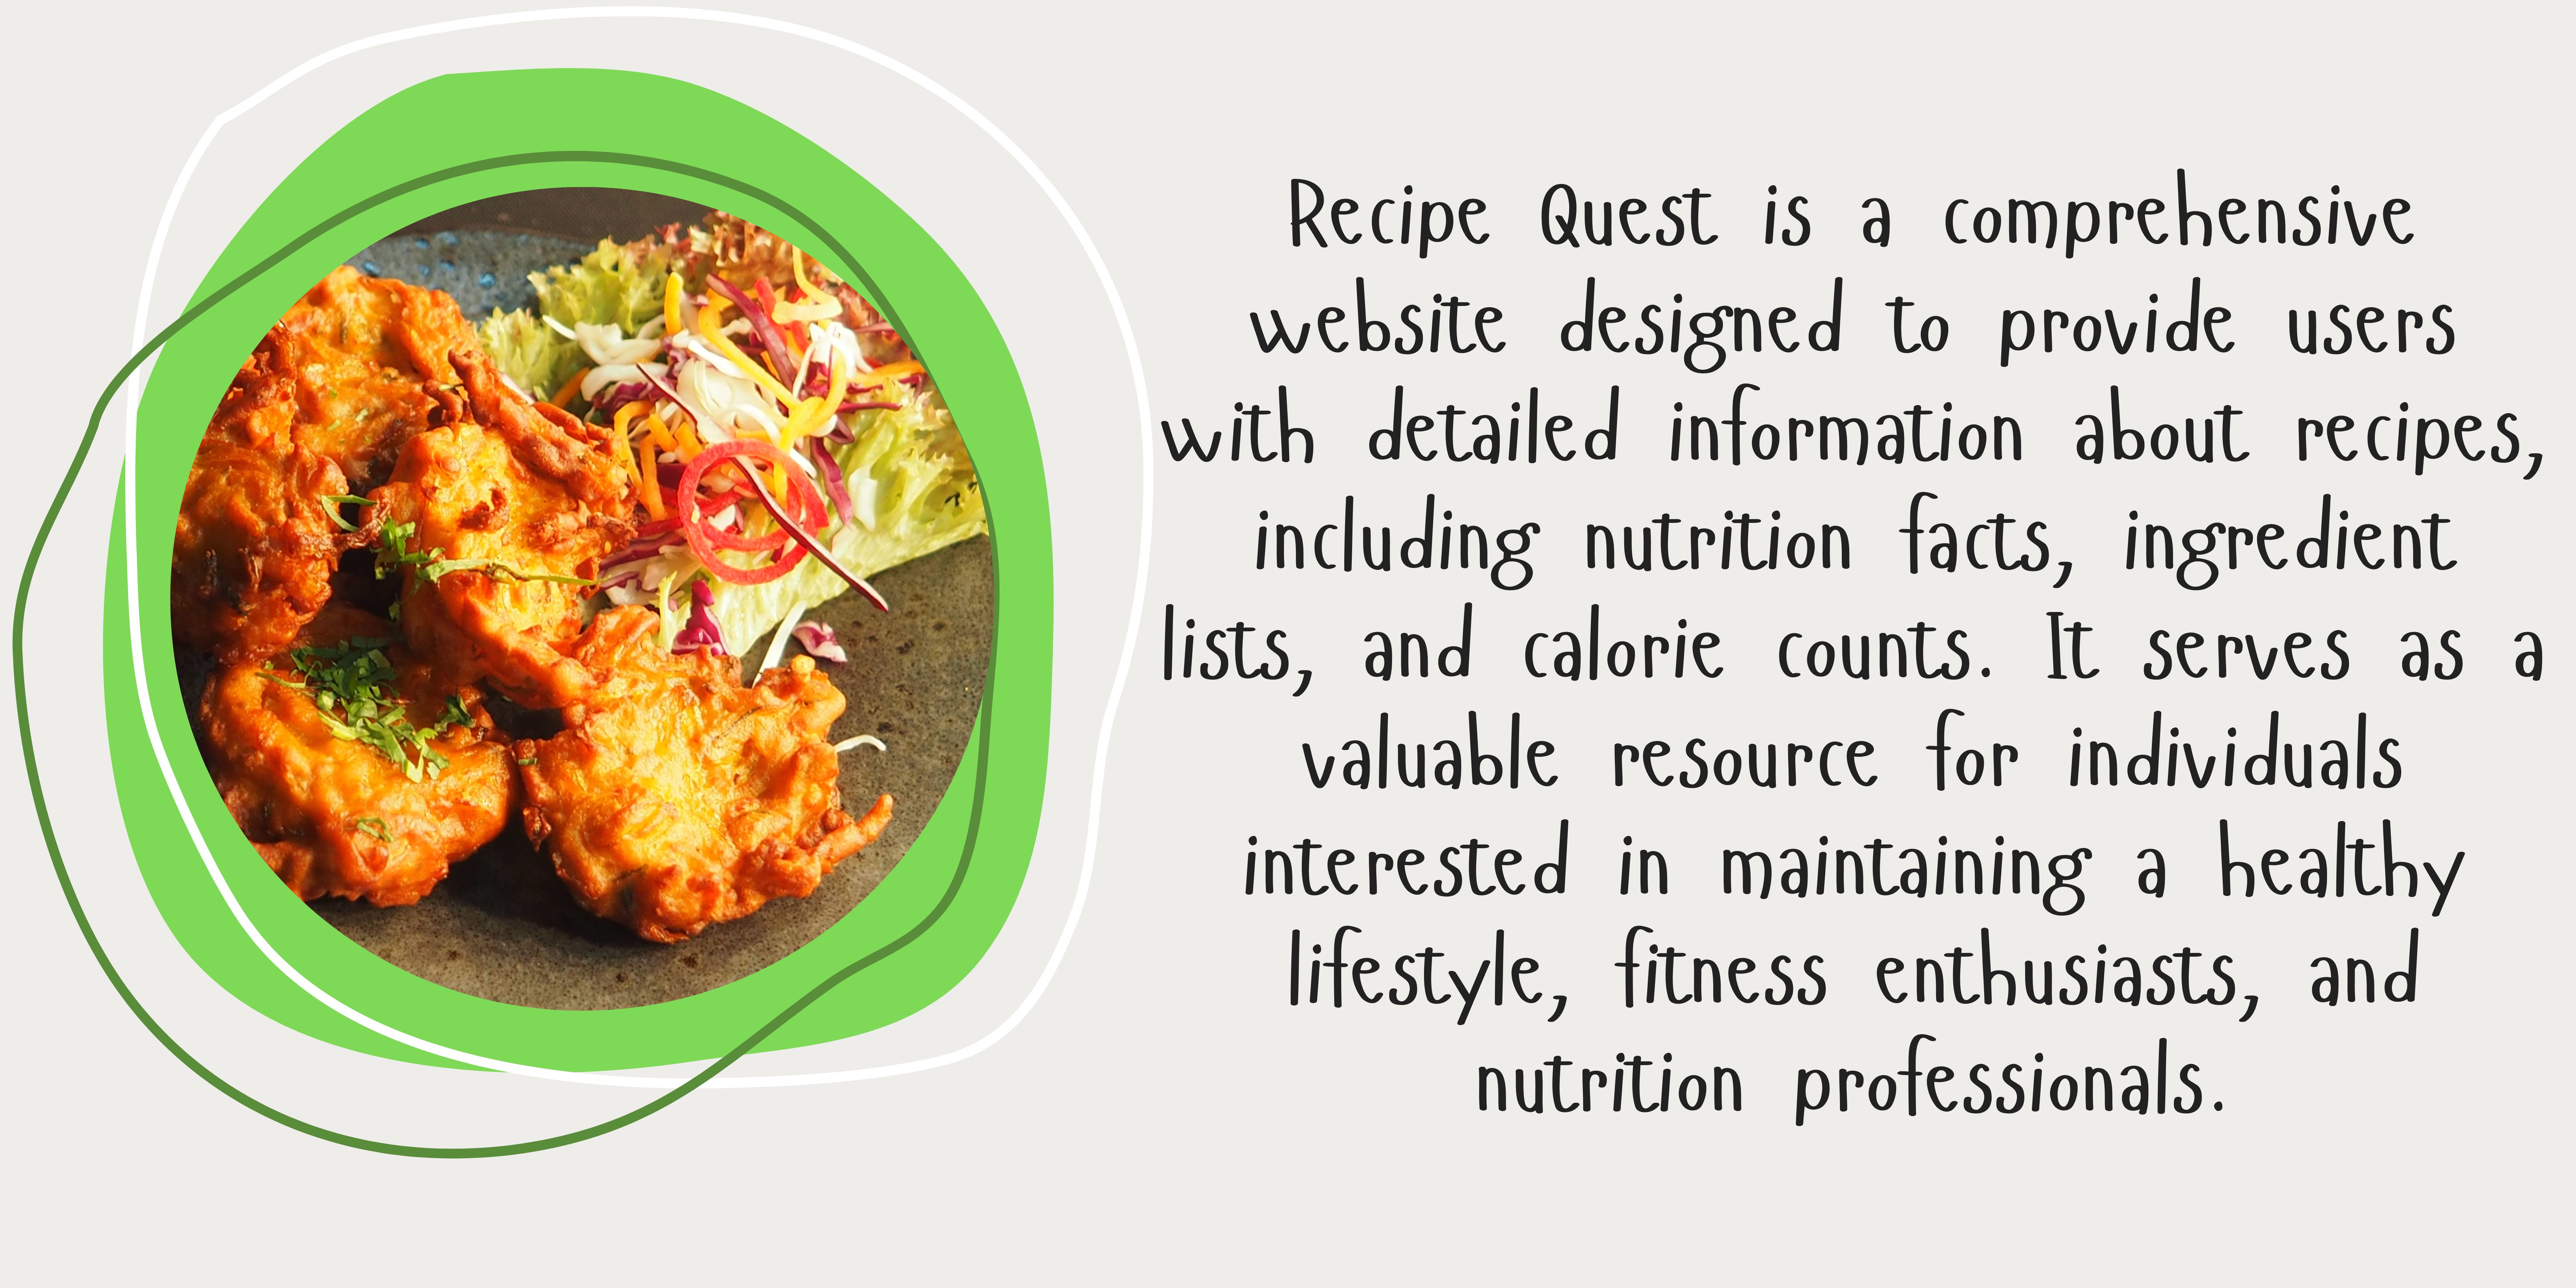 Recipe Quest is a comprehensive
website designed to provide users
with detailed information about recipes,
including nutrition facts, ingredient
lists, and calorie counts. It serves as a
valuable resource for individuals
interested in maintaining a healthy
lifestyle, fitness enthusiasts, and
nutrition professionals.